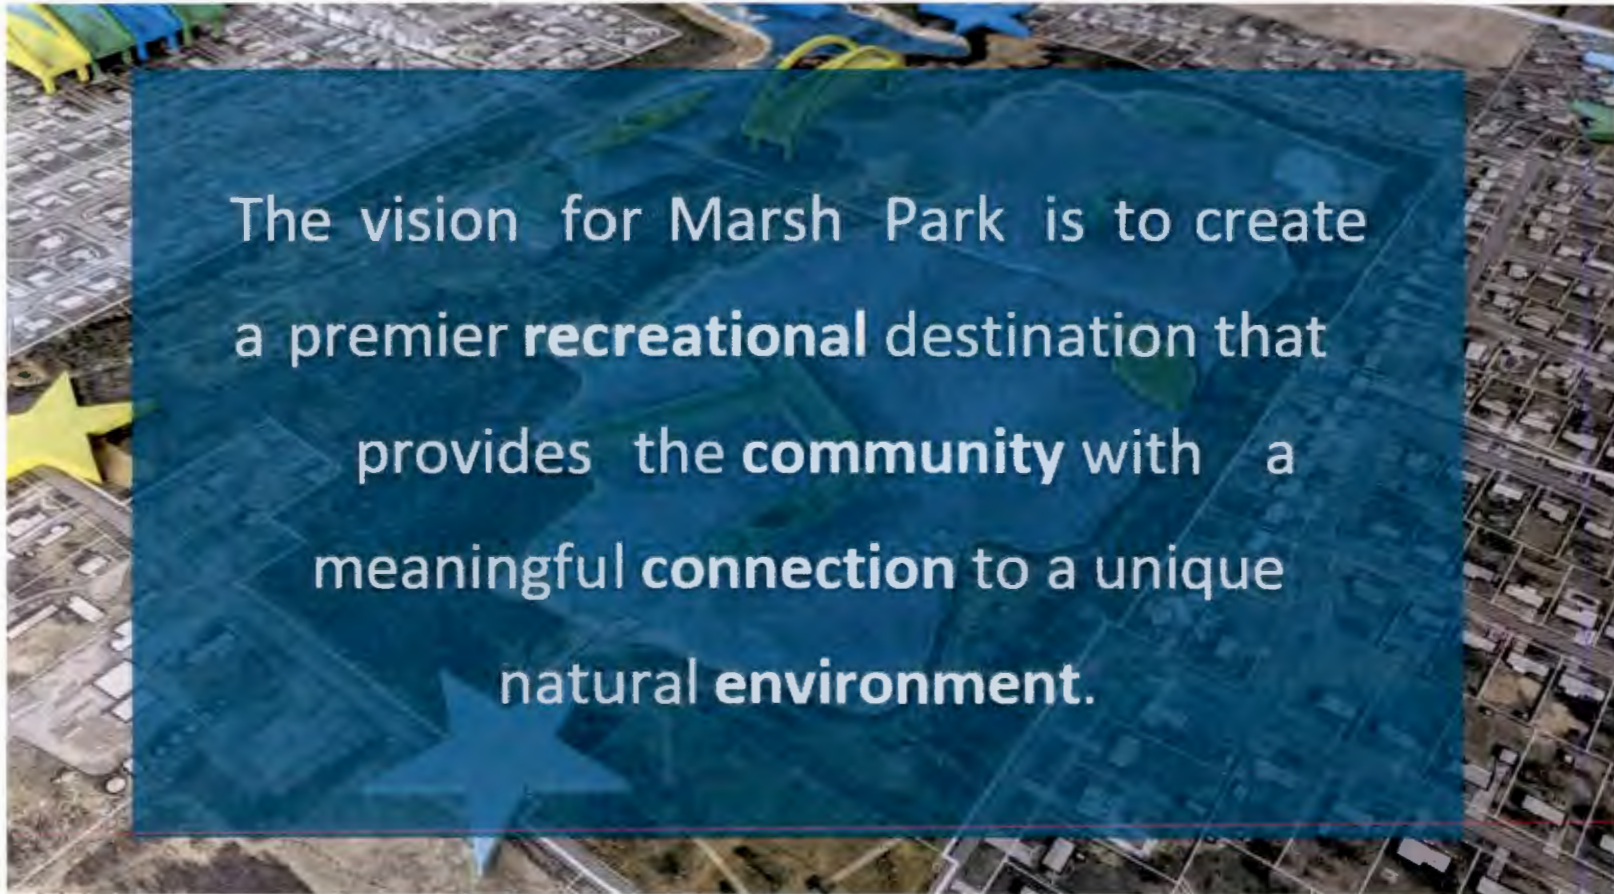 The vision for Marsh Park is to create
a premier recreational destination that
provides the community with a
meaningful connection to a unique
natural environment.